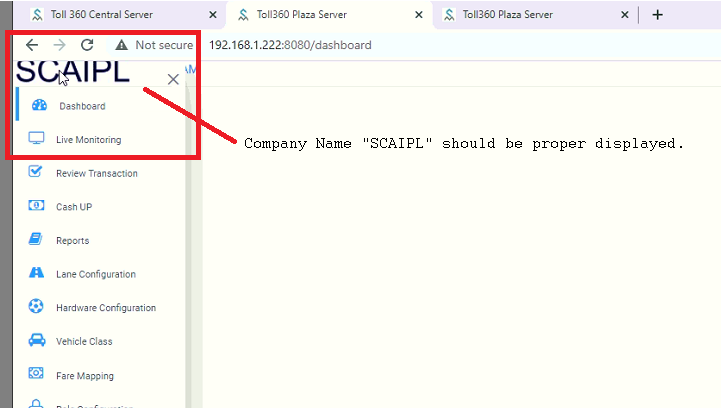 Toll 360 Central Server
Toll360 Plaza Server
Toll360 Plaza Server
Not secure
192.168.1.222:8080/dashboard
SCAIPL
Dashboard
Live Monitoring
Company Name "SCAIPL" should be proper displayed.
Review Transaction
Cash UP
Reports
Lane Configuration
Hardware Configuration
Vehicle Class
Fare Mapping